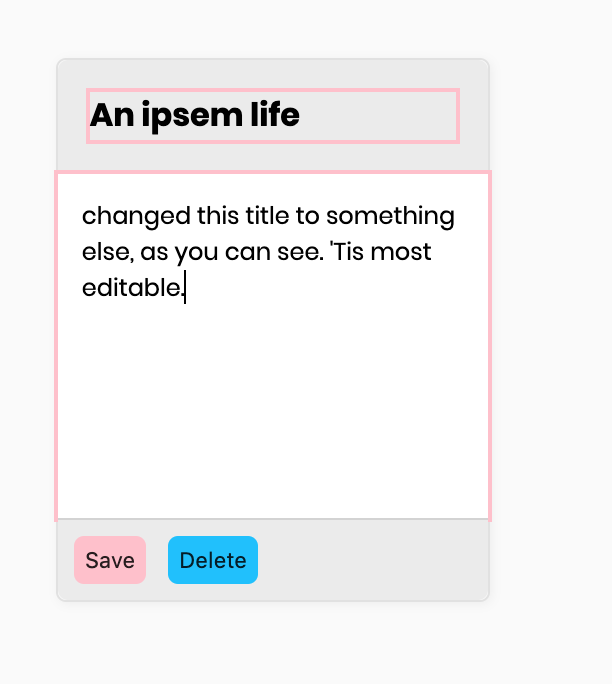 An ipsem life
changed this title to something
else, as you can see. 'Tis most
editable.
Save
Delete